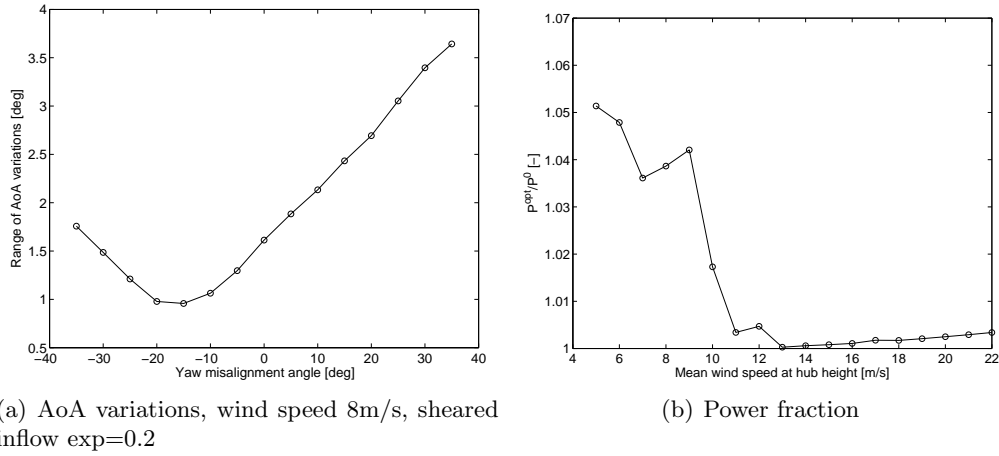 4
3.5
3
2.5
2
1.5
1
0.5
Range of AoA variations [deg]
−40 −30 −20 −10 0 10 20 30 40
Yaw misalignment angle [deg]
(a) AoA variations, wind speed 8m/s, sheared
inflow exp=0.2
1.07
1.06
1.05
1.04
1.03
1.02
1.01
1
P^opt/P^0 [-]
4 6 8 10 12 14 16 18 20 22
Mean wind speed at hub height [m/s]
(b) Power fraction